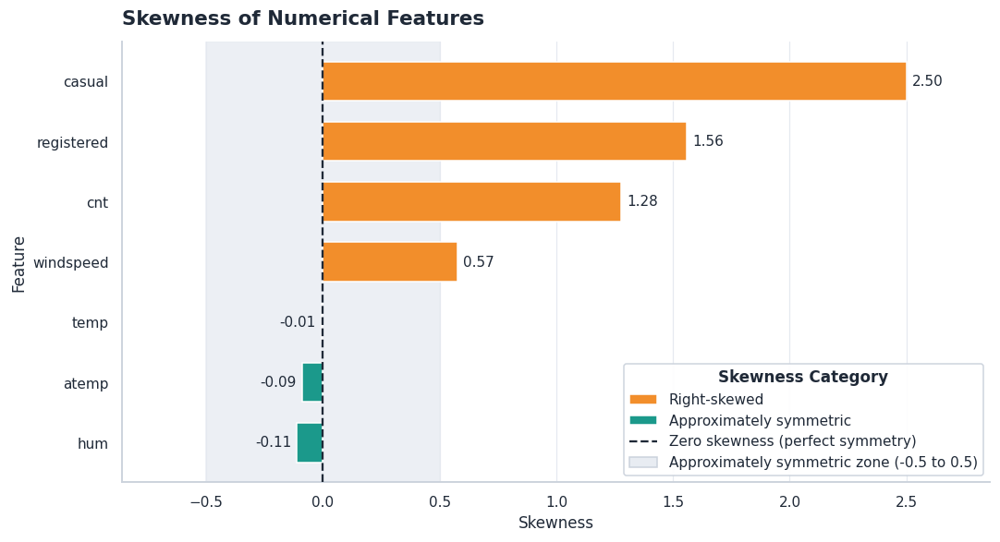 Skewness of Numerical Features
casual
2.50
registered
1.56
cnt
1.28
windspeed
0.57
temp
-0.01
atemp
-0.09
hum
-0.11
Feature
Skewness Category
Right-skewed
Approximately symmetric
Zero skewness (perfect symmetry)
Approximately symmetric zone (-0.5 to 0.5)
−0.5 0.0 0.5 1.0 1.5 2.0 2.5
Skewness